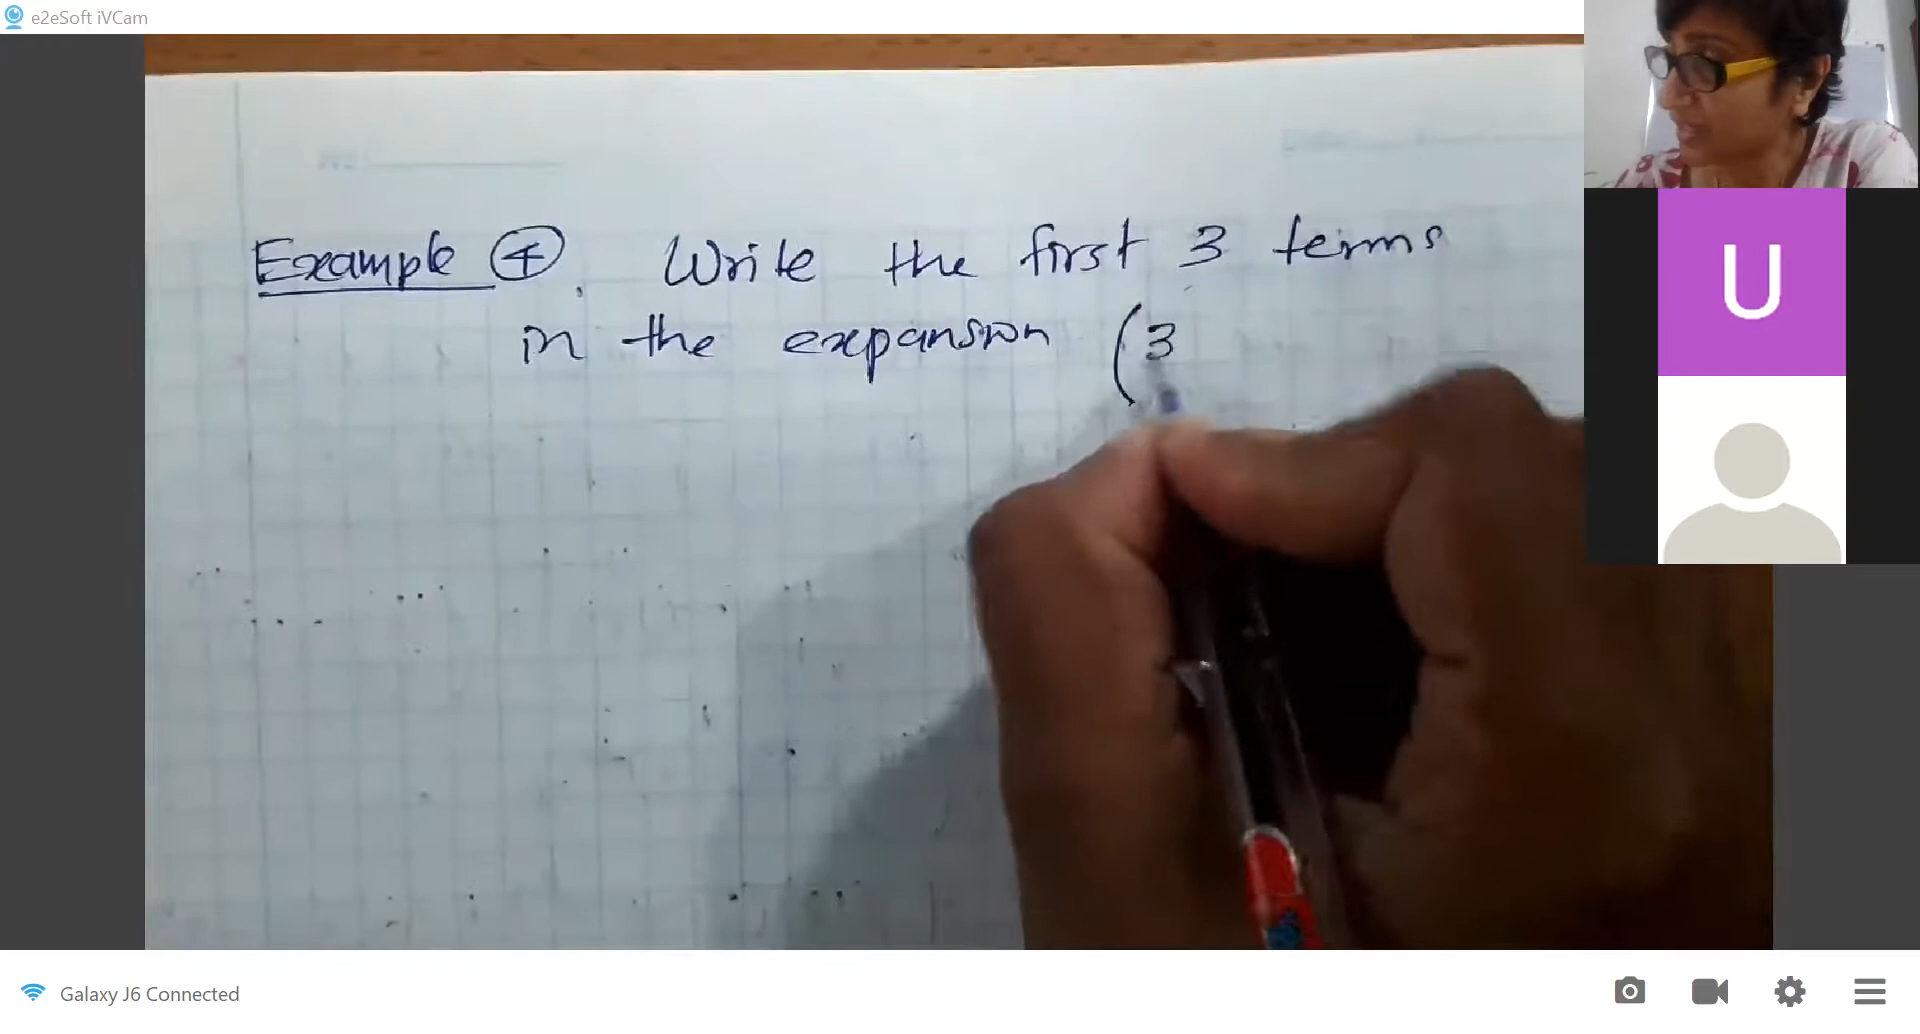 e2eSoft iVCam
Example 4. Write the first 3 terms
in the expansion (3
U
Galaxy J6 Connected